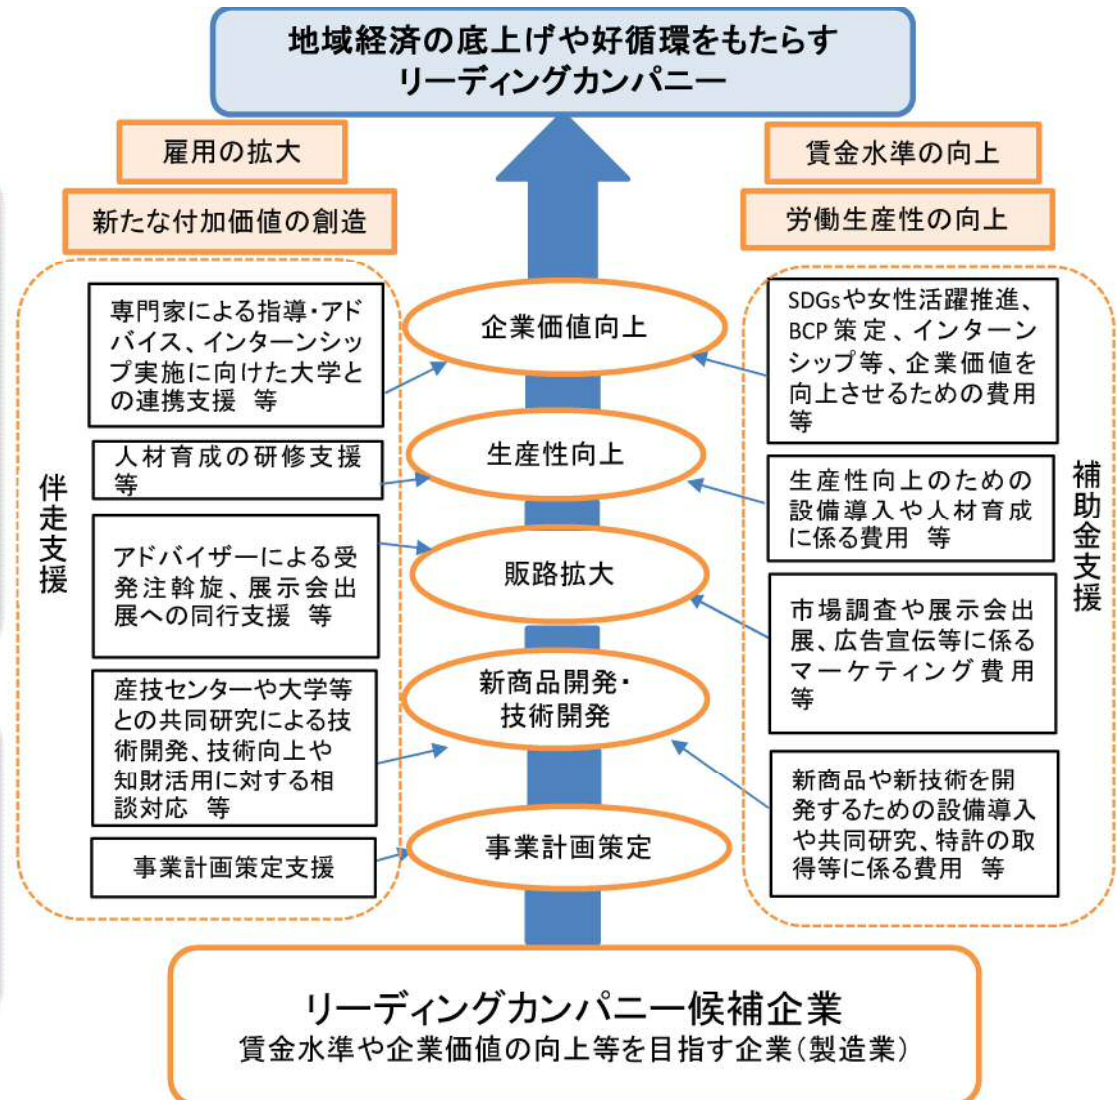 地域経済の底上げや好循環をもたらす
リーディングカンパニー
雇用の拡大
新たな付加価値の創造
賃金水準の向上
労働生産性の向上
伴走支援
専門家による指導・アド
バイス、インターンシッ
プ実施に向けた大学と
の連携支援 等
人材育成の研修支援
等
アドバイザーによる受
発注斡旋、展示会出
展への同行支援 等
産技センターや大学等
との共同研究による技
術開発、技術向上や
知財活用に対する相
談対応 等
事業計画策定支援
企業価値向上
生産性向上
販路拡大
新商品開発・
技術開発
事業計画策定
SDGsや女性活躍推進、
BCP策定、インターン
シップ等、企業価値を
向上させるための費用
等
生産性向上のための
設備導入や人材育成
に係る費用 等
市場調査や展示会出
展、広告宣伝等に係る
マーケティング費用
等
新商品や新技術を開
発するための設備導入
や共同研究、特許の取
得等に係る費用 等
補助金支援
リーディングカンパニー候補企業
賃金水準や企業価値の向上等を目指す企業(製造業)